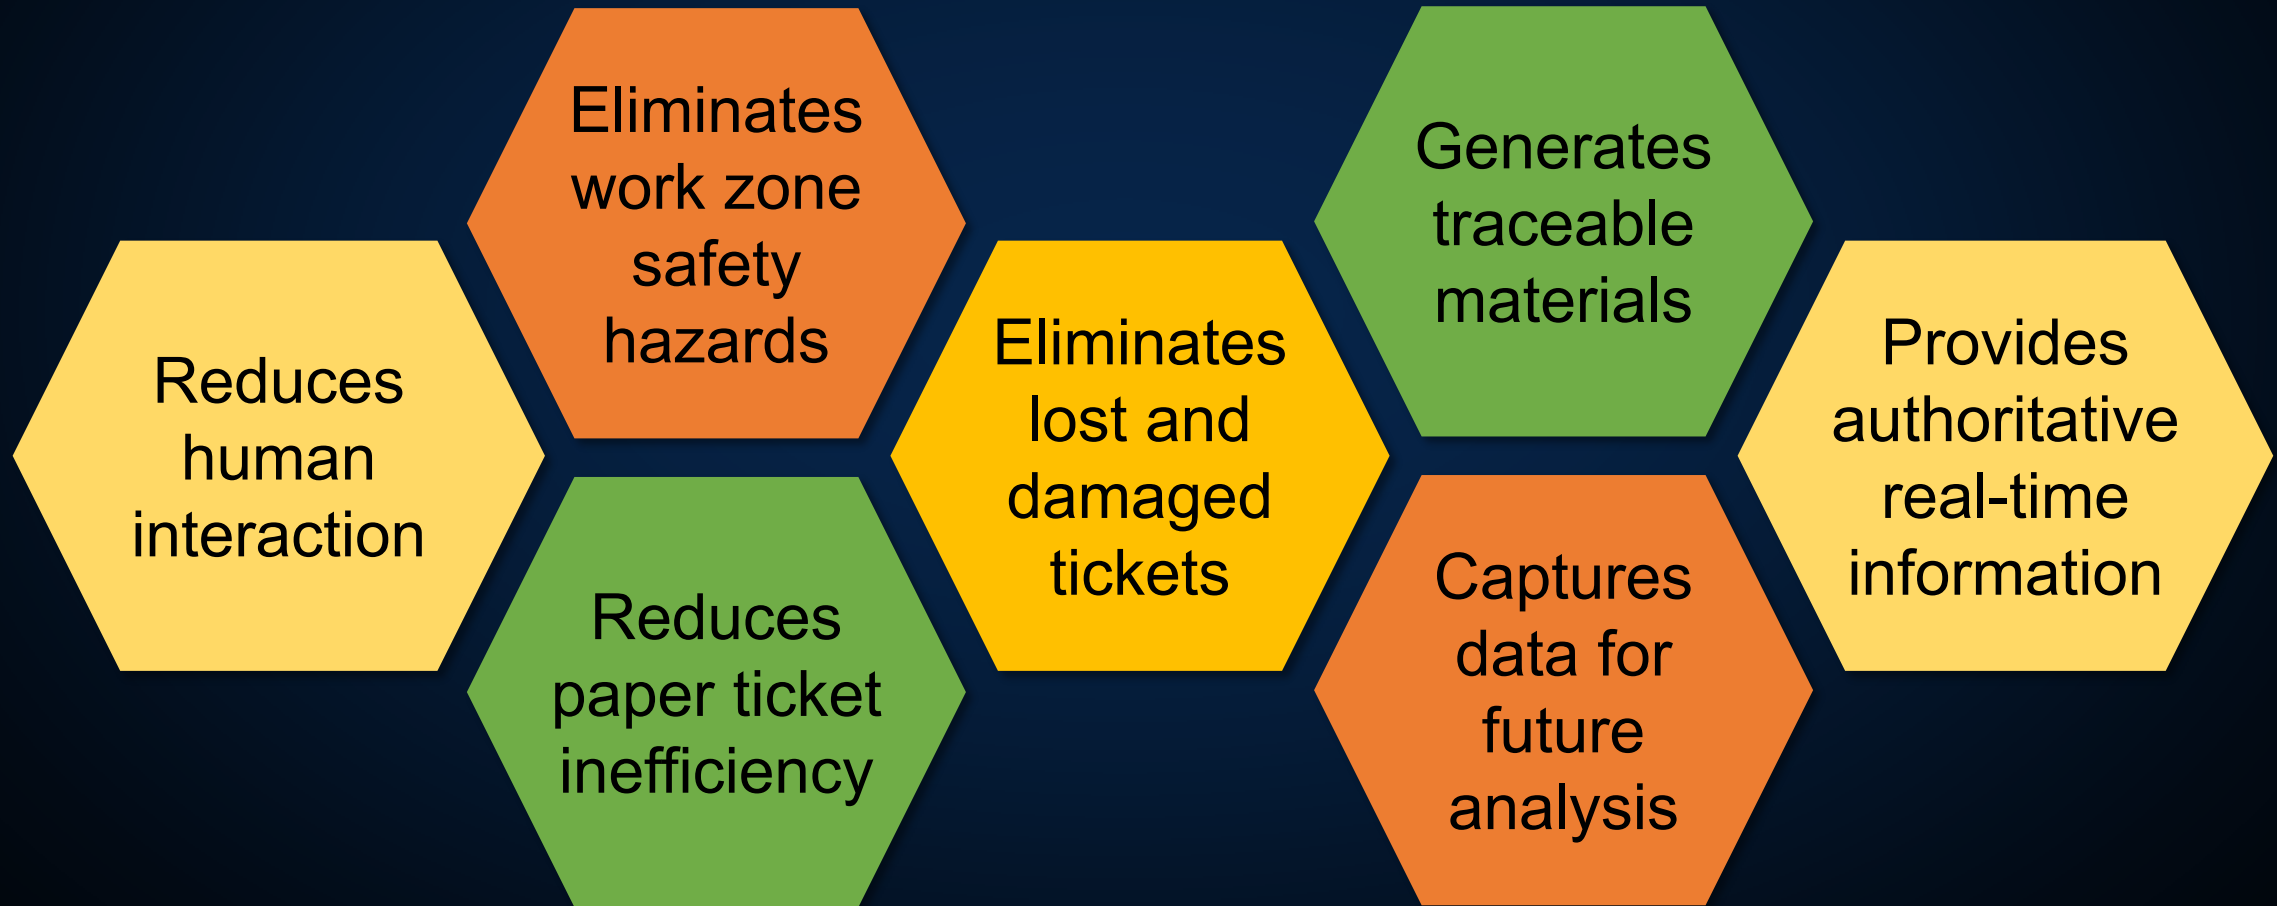 Reduces
human
interaction
Eliminates
work zone
safety
hazards
Reduces
paper ticket
inefficiency
Eliminates
lost and
damaged
tickets
Generates
traceable
materials
Captures
data for
future
analysis
Provides
authoritative
real-time
information